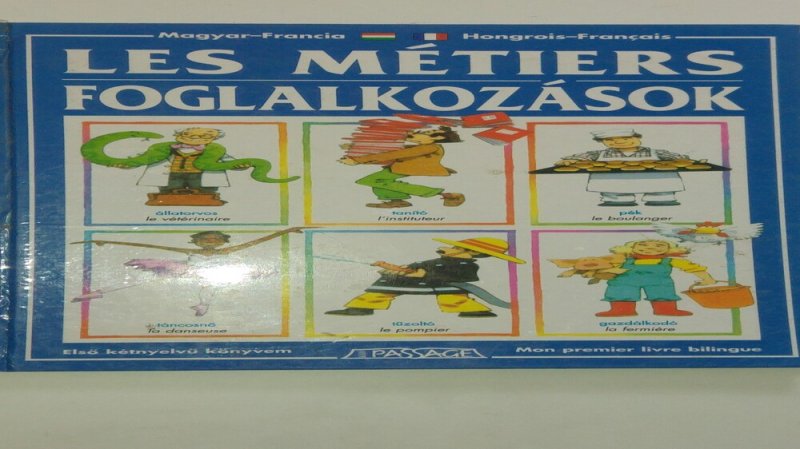 Magyar–Francia Hongrois–Français
LES MÉTIERS
FOGLALKOZÁSOK
állatorvos
le vétérinaire
tanító
l'instituteur
pék
le boulanger
táncosnő
la danseuse
tűzoltó
le pompier
gazdálkodó
la fermière
Első kétnyelvű könyvem PASSAGE Mon premier livre bilingue